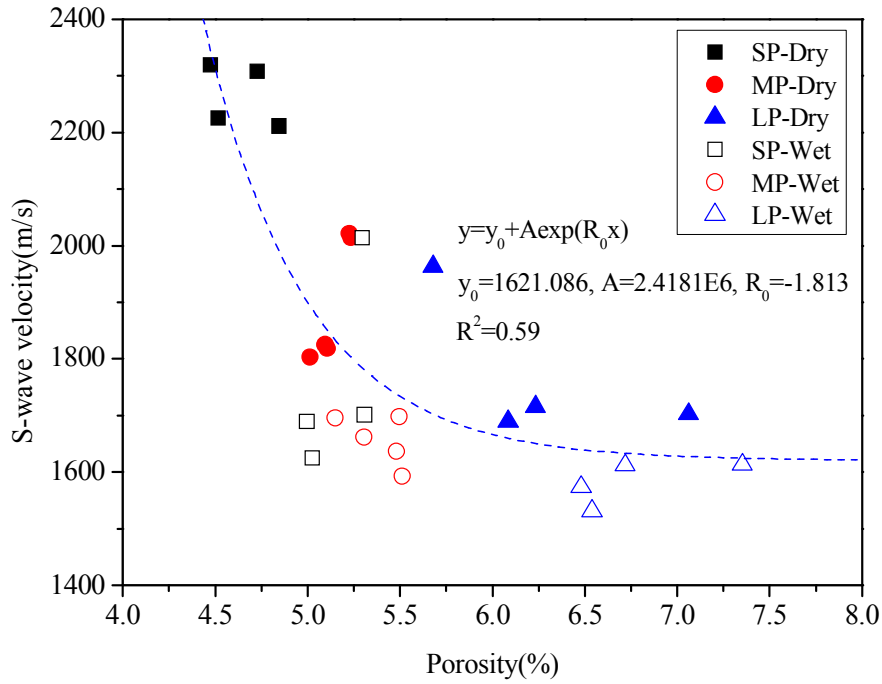 2400
2200
2000
1800
1600
1400
S-wave velocity(m/s)
SP-Dry
MP-Dry
LP-Dry
SP-Wet
MP-Wet
LP-Wet
y=y₀+Aexp(R₀x)
y₀=1621.086, A=2.4181E6, R₀=-1.813
R²=0.59
4.0 4.5 5.0 5.5 6.0 6.5 7.0 7.5 8.0
Porosity(%)